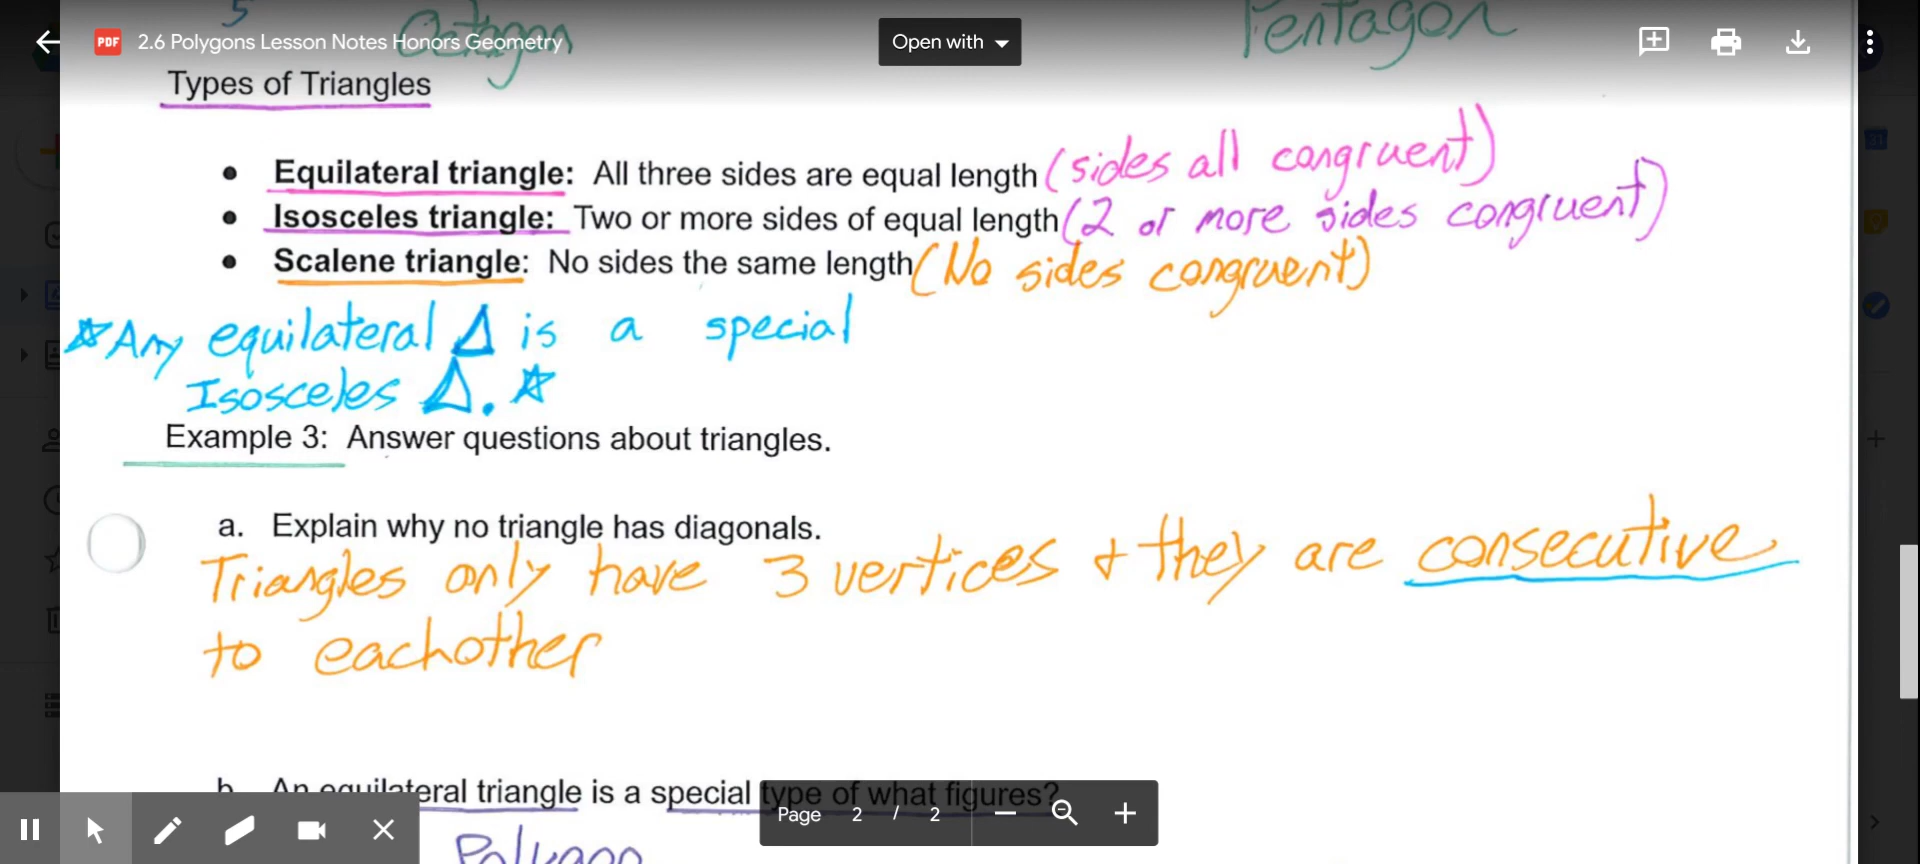 5 Octagon Pentagon
2.6 Polygons Lesson Notes Honors Geometry
Open with
Types of Triangles
• Equilateral triangle: All three sides are equal length (sides all congruent)
• Isosceles triangle: Two or more sides of equal length (2 or more sides congruent)
• Scalene triangle: No sides the same length (No sides congruent)
☆Any equilateral Δ is a special
Isosceles Δ. ☆
Example 3: Answer questions about triangles.
a. Explain why no triangle has diagonals.
Triangles only have 3 vertices + they are consecutive
to eachother
b. An equilateral triangle is a special type of what figures?
Page 2 / 2
Polygon